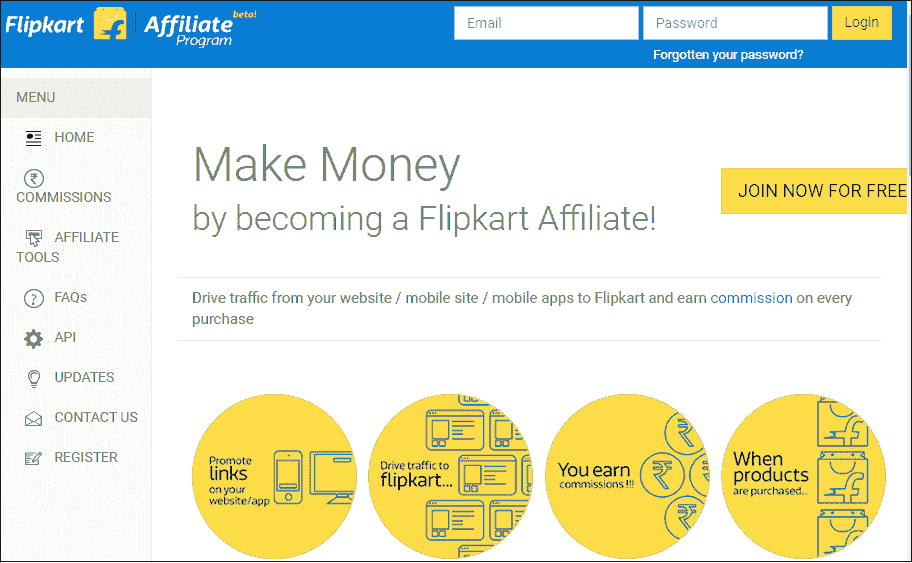 Flipkart Affiliate beta!
Program
Email
Password
Login
Forgotten your password?
MENU
HOME
COMMISSIONS
AFFILIATE
TOOLS
FAQs
API
UPDATES
CONTACT US
REGISTER
Make Money
by becoming a Flipkart Affiliate!
JOIN NOW FOR FREE
Drive traffic from your website / mobile site / mobile apps to Flipkart and earn commission on every
purchase
Promote
links
on your
website/app
Drive traffic to
flipkart...
You earn
commissions !!!
When
products
are purchased...